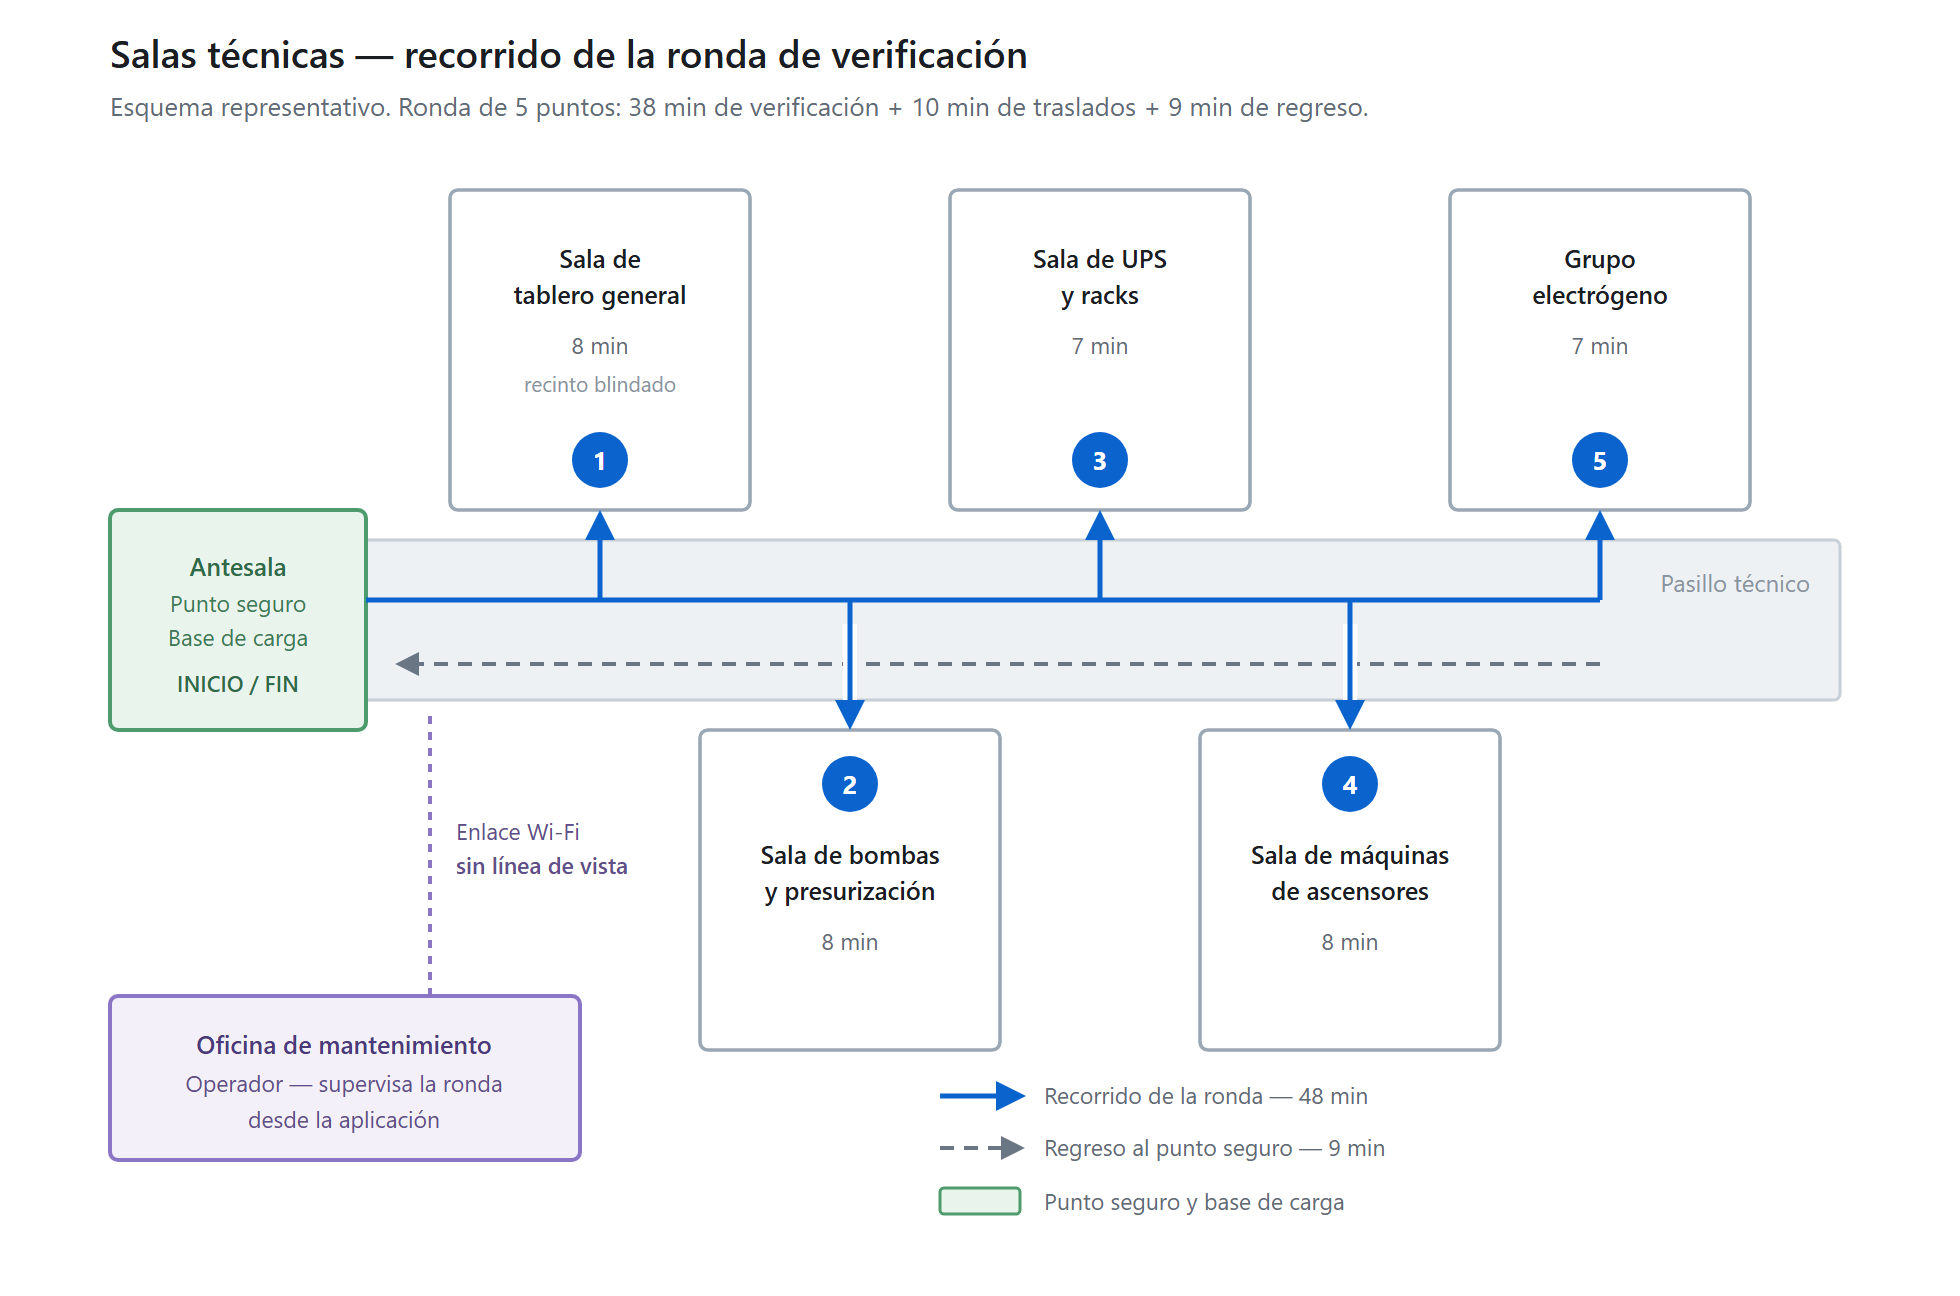 Salas técnicas — recorrido de la ronda de verificación
Esquema representativo. Ronda de 5 puntos: 38 min de verificación + 10 min de traslados + 9 min de regreso.
Sala de
tablero general
8 min
recinto blindado
1
Sala de UPS
y racks
7 min
3
Grupo
electrógeno
7 min
5
Antesala
Punto seguro
Base de carga
INICIO / FIN
Pasillo técnico
Enlace Wi-Fi
sin línea de vista
2
Sala de bombas
y presurización
8 min
4
Sala de máquinas
de ascensores
8 min
Oficina de mantenimiento
Operador — supervisa la ronda
desde la aplicación
Recorrido de la ronda — 48 min
Regreso al punto seguro — 9 min
Punto seguro y base de carga